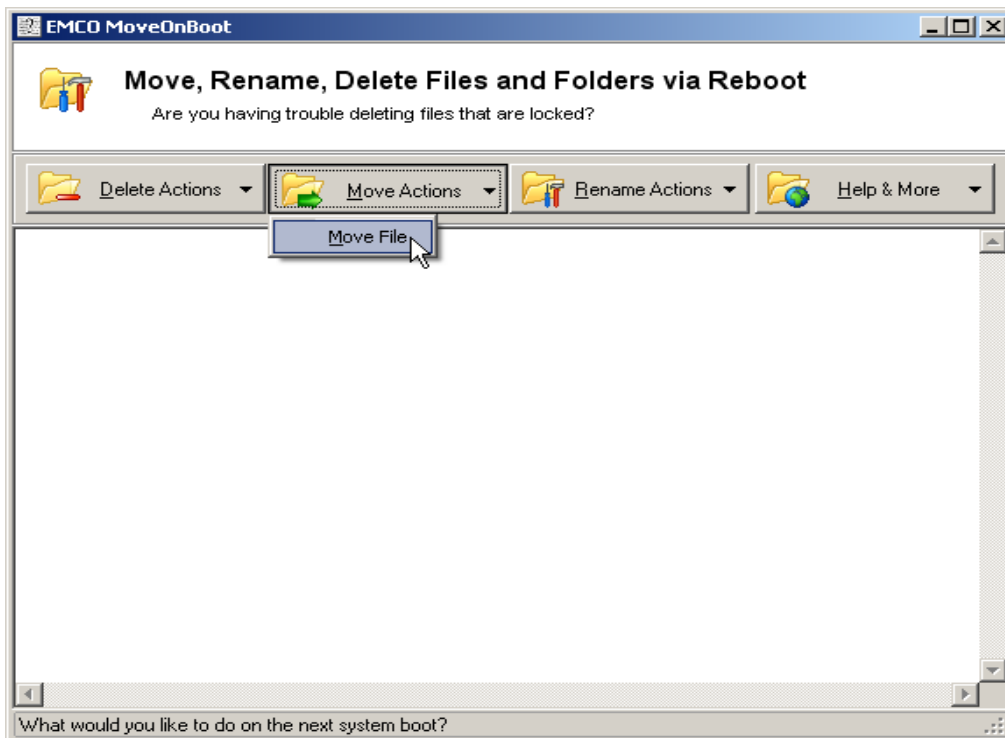 EMCO MoveOnBoot
Move, Rename, Delete Files and Folders via Reboot
Are you having trouble deleting files that are locked?
Delete Actions
Move Actions
Rename Actions
Help & More
Move File
What would you like to do on the next system boot?